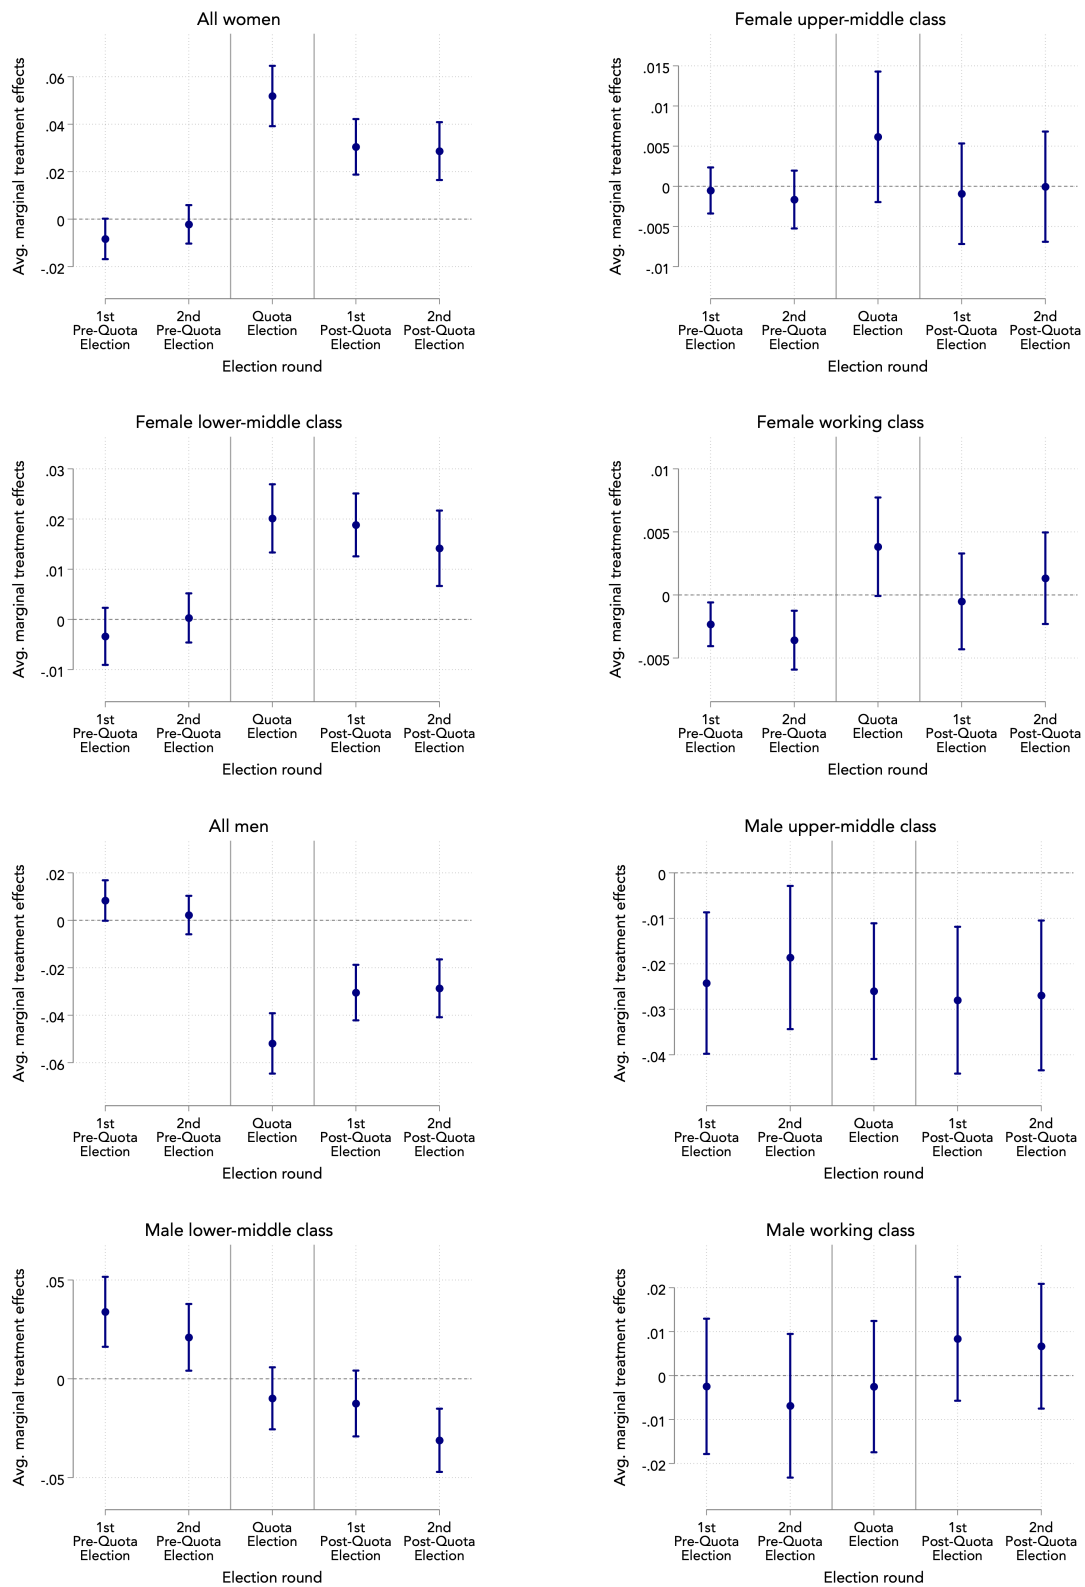 All women
Avg. marginal treatment effects
.06
.04
.02
0
-.02
1st Pre-Quota Election
2nd Pre-Quota Election
Quota Election
1st Post-Quota Election
2nd Post-Quota Election
Election round
Female upper-middle class
Avg. marginal treatment effects
.015
.01
.005
0
-.005
-.01
1st Pre-Quota Election
2nd Pre-Quota Election
Quota Election
1st Post-Quota Election
2nd Post-Quota Election
Election round
Female lower-middle class
Avg. marginal treatment effects
.03
.02
.01
0
-.01
1st Pre-Quota Election
2nd Pre-Quota Election
Quota Election
1st Post-Quota Election
2nd Post-Quota Election
Election round
Female working class
Avg. marginal treatment effects
.01
.005
0
-.005
1st Pre-Quota Election
2nd Pre-Quota Election
Quota Election
1st Post-Quota Election
2nd Post-Quota Election
Election round
All men
Avg. marginal treatment effects
.02
0
-.02
-.04
-.06
1st Pre-Quota Election
2nd Pre-Quota Election
Quota Election
1st Post-Quota Election
2nd Post-Quota Election
Election round
Male upper-middle class
Avg. marginal treatment effects
0
-.01
-.02
-.03
-.04
1st Pre-Quota Election
2nd Pre-Quota Election
Quota Election
1st Post-Quota Election
2nd Post-Quota Election
Election round
Male lower-middle class
Avg. marginal treatment effects
.05
0
-.05
1st Pre-Quota Election
2nd Pre-Quota Election
Quota Election
1st Post-Quota Election
2nd Post-Quota Election
Election round
Male working class
Avg. marginal treatment effects
.02
.01
0
-.01
-.02
1st Pre-Quota Election
2nd Pre-Quota Election
Quota Election
1st Post-Quota Election
2nd Post-Quota Election
Election round